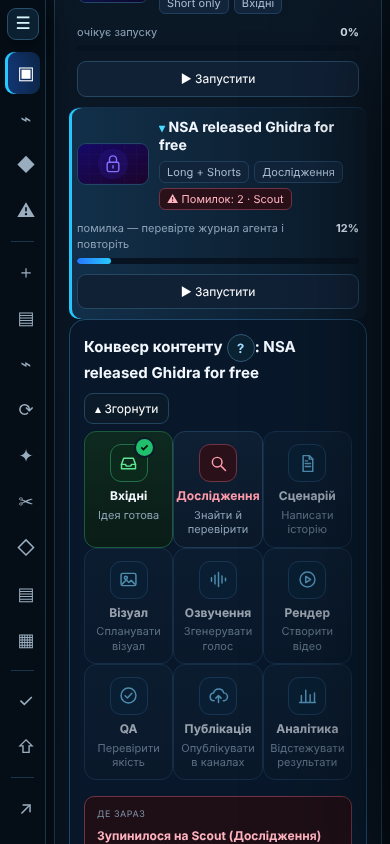 Short only Вхідні
очікує запуску 0%
▶ Запустити
▾ NSA released Ghidra for
free
Long + Shorts Дослідження
⚠ Помилок: 2 · Scout
помилка — перевірте журнал агента і 12%
повторіть
▶ Запустити
Конвеєр контенту ? : NSA
released Ghidra for free
▴ Згорнути
Вхідні Дослідження Сценарій
Ідея готова Знайти й Написати
перевірити історію
Візуал Озвучення Рендер
Спланувати Згенерувати Створити
візуал голос відео
QA Публікація Аналітика
Перевірити Опублікувати Відстежувати
якість в каналах результати
ДЕ ЗАРАЗ
Зупинилося на Scout (Дослідження)